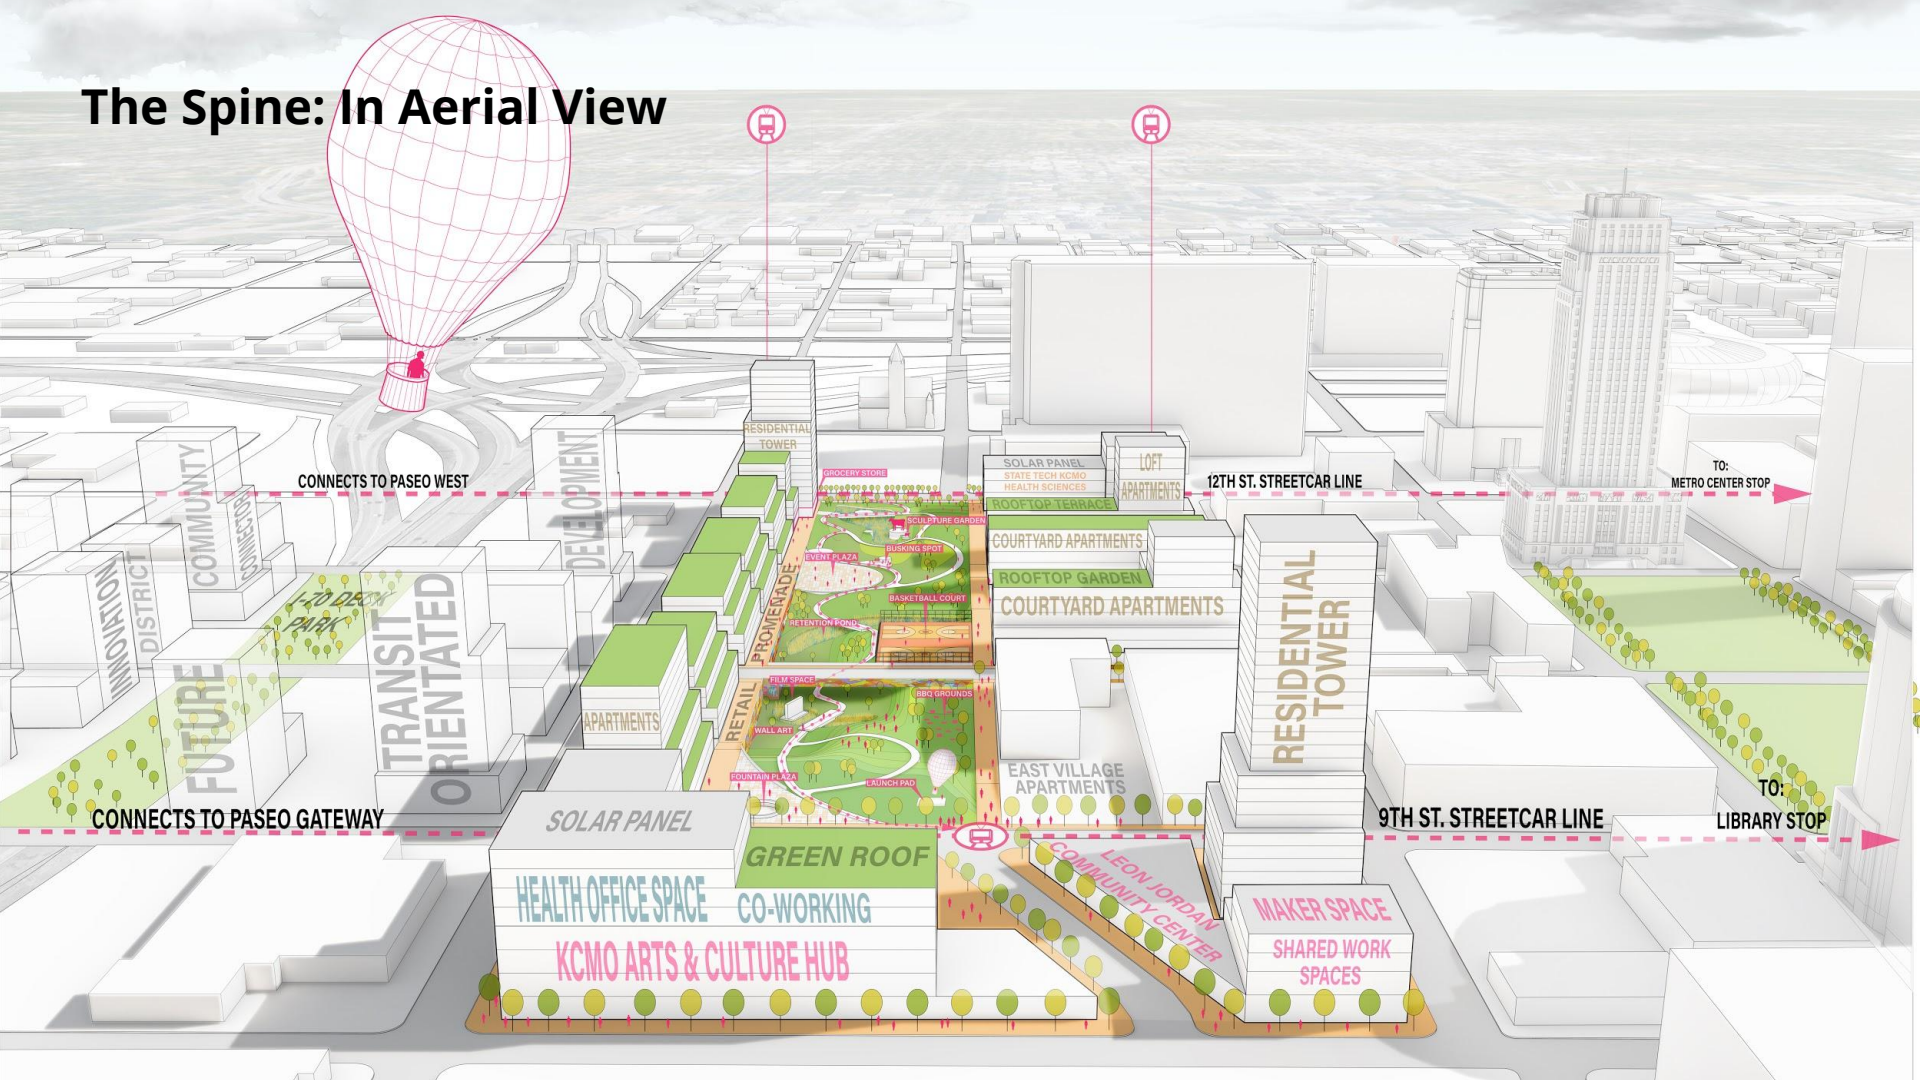 The Spine: In Aerial View
RESIDENTIAL
TOWER
GROCERY STORE
SOLAR PANEL
STATE TECH KCMO
HEALTH SCIENCES
ROOFTOP TERRACE
LOFT
APARTMENTS
CONNECTS TO PASEO WEST
12TH ST. STREETCAR LINE
TO:
METRO CENTER STOP
COMMUNITY
CONNECTOR
DEVELOPMENT
INNOVATION
DISTRICT
I-70 DECK
PARK
FUTURE
TRANSIT
ORIENTATED
SCULPTURE GARDEN
BUSKING SPOT
EVENT PLAZA
BASKETBALL COURT
RETENTION POND
PROMENADE
COURTYARD APARTMENTS
ROOFTOP GARDEN
COURTYARD APARTMENTS
RESIDENTIAL
TOWER
FILM SPACE
BBQ GROUNDS
RETAIL
WALL ART
FOUNTAIN PLAZA
LAUNCH PAD
APARTMENTS
EAST VILLAGE
APARTMENTS
CONNECTS TO PASEO GATEWAY
9TH ST. STREETCAR LINE
TO:
LIBRARY STOP
SOLAR PANEL
GREEN ROOF
HEALTH OFFICE SPACE
CO-WORKING
KCMO ARTS & CULTURE HUB
LEON JORDAN
COMMUNITY CENTER
MAKER SPACE
SHARED WORK
SPACES